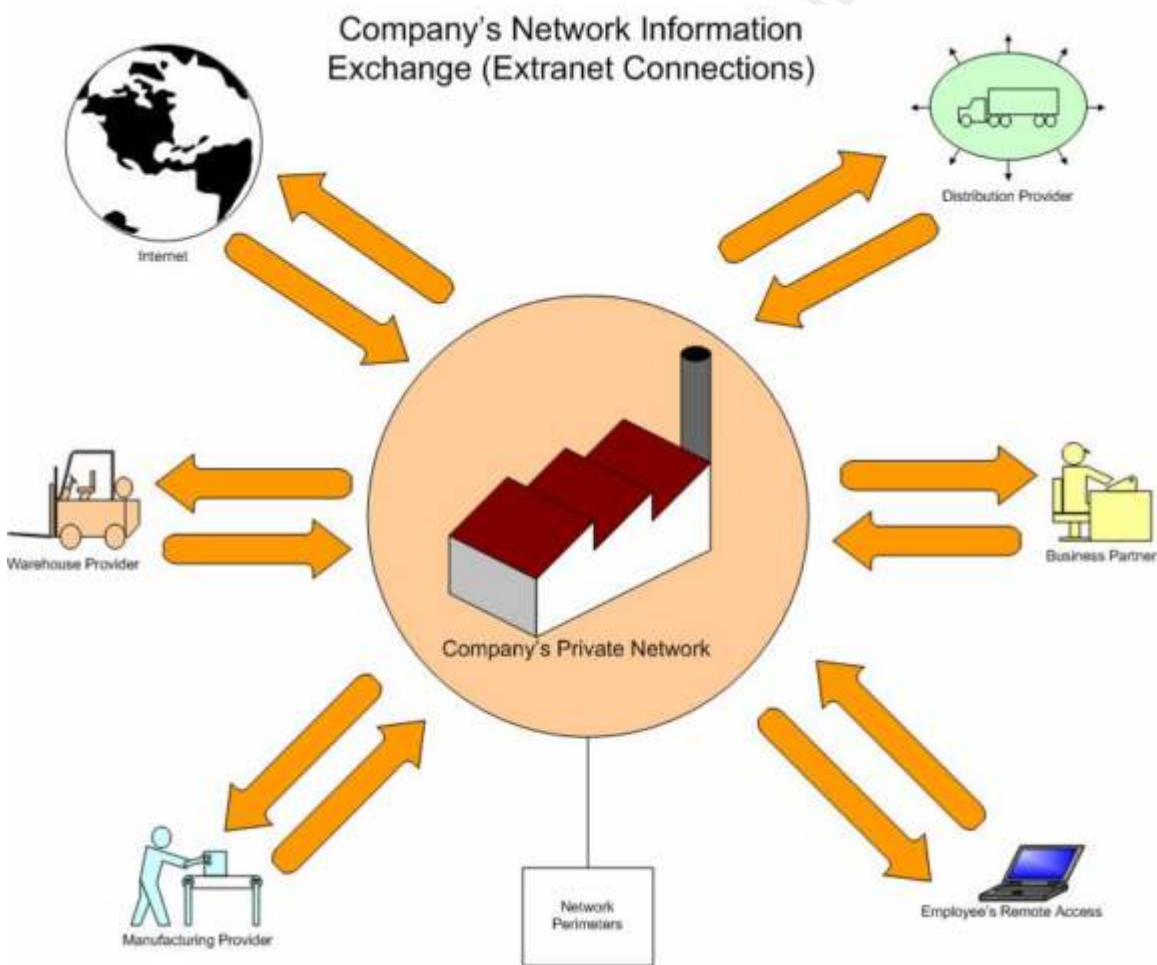 Company's Network Information
Exchange (Extranet Connections)
Internet
Distribution Provider
Warehouse Provider
Business Partner
Company's Private Network
Manufacturing Provider
Network
Perimeters
Employee's Remote Access